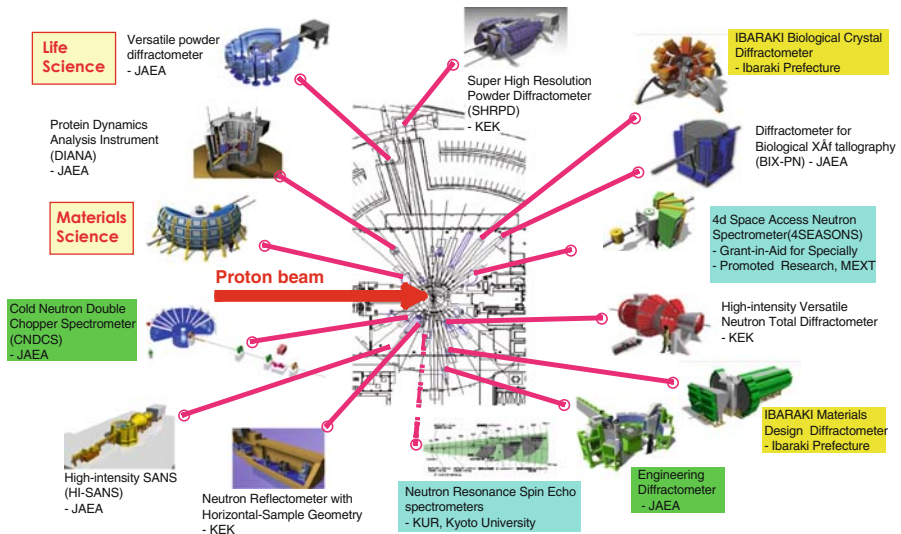 Life
Science
Versatile powder
diffractometer
- JAEA
Super High Resolution
Powder Diffractometer
(SHRPD)
- KEK
IBARAKI Biological Crystal
Diffractometer
- Ibaraki Prefecture
Protein Dynamics
Analysis Instrument
(DIANA)
- JAEA
Diffractometer for
Biological XÅf tallography
(BIX-PN) - JAEA
Materials
Science
4d Space Access Neutron
Spectrometer(4SEASONS)
- Grant-in-Aid for Specially
- Promoted Research, MEXT
Proton beam
Cold Neutron Double
Chopper Spectrometer
(CNDCS)
- JAEA
High-intensity Versatile
Neutron Total Diffractometer
- KEK
IBARAKI Materials
Design Diffractometer
- Ibaraki Prefecture
High-intensity SANS
(HI-SANS)
- JAEA
Neutron Reflectometer with
Horizontal-Sample Geometry
- KEK
Neutron Resonance Spin Echo
spectrometers
- KUR, Kyoto University
Engineering
Diffractometer
- JAEA